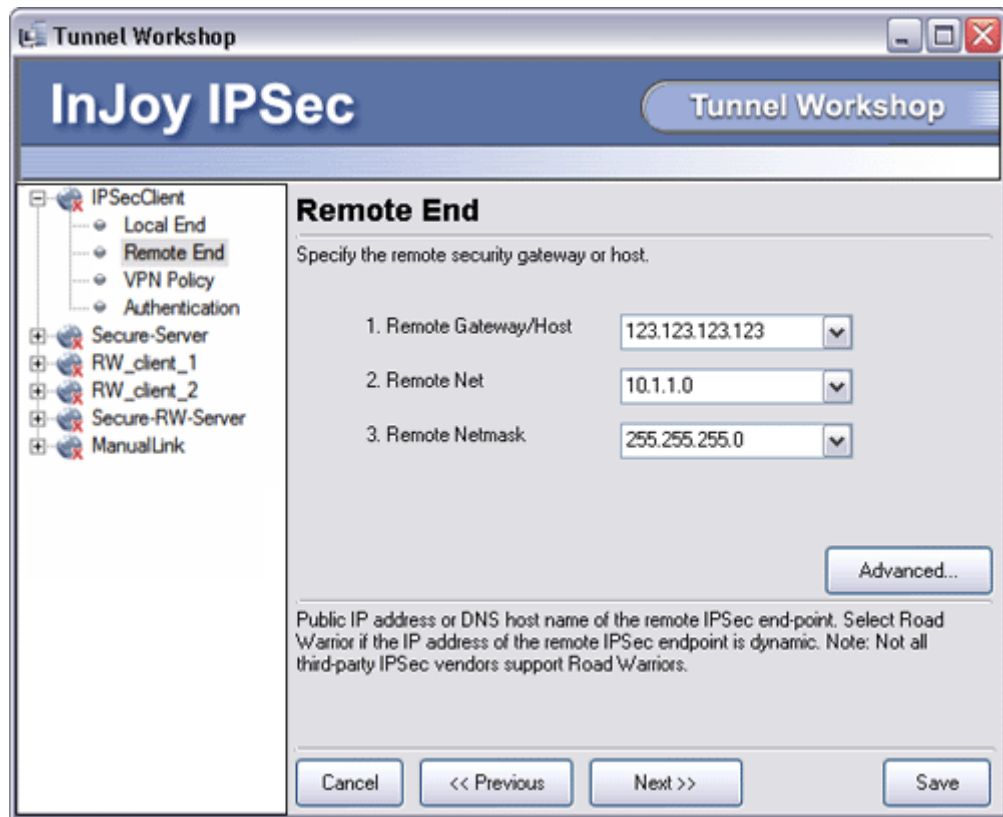 Tunnel Workshop
InJoy IPSec
Tunnel Workshop
IPSecClient
Local End
Remote End
VPN Policy
Authentication
Secure-Server
RW_client_1
RW_client_2
Secure-RW-Server
ManualLink
Remote End
Specify the remote security gateway or host.
1. Remote Gateway/Host 123.123.123.123
2. Remote Net 10.1.1.0
3. Remote Netmask 255.255.255.0
Advanced...
Public IP address or DNS host name of the remote IPSec end-point. Select Road
Warrior if the IP address of the remote IPSec endpoint is dynamic. Note: Not all
third-party IPSec vendors support Road Warriors.
Cancel << Previous Next >> Save